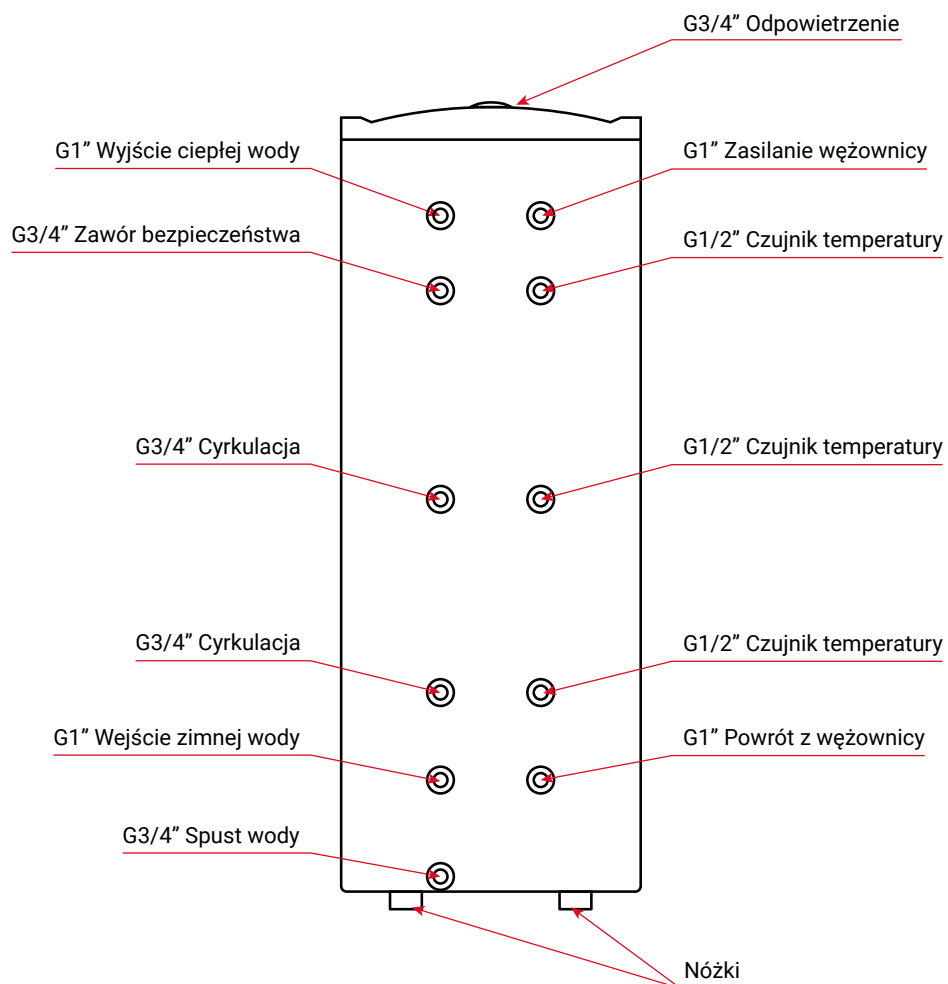 G3/4” Odpowietrzenie
G1” Wyjście ciepłej wody
G1” Zasilanie wężownicy
G3/4” Zawór bezpieczeństwa
G1/2” Czujnik temperatury
G3/4” Cyrkulacja
G1/2” Czujnik temperatury
G3/4” Cyrkulacja
G1/2” Czujnik temperatury
G1” Wejście zimnej wody
G1” Powrót z wężownicy
G3/4” Spust wody
Nóżki